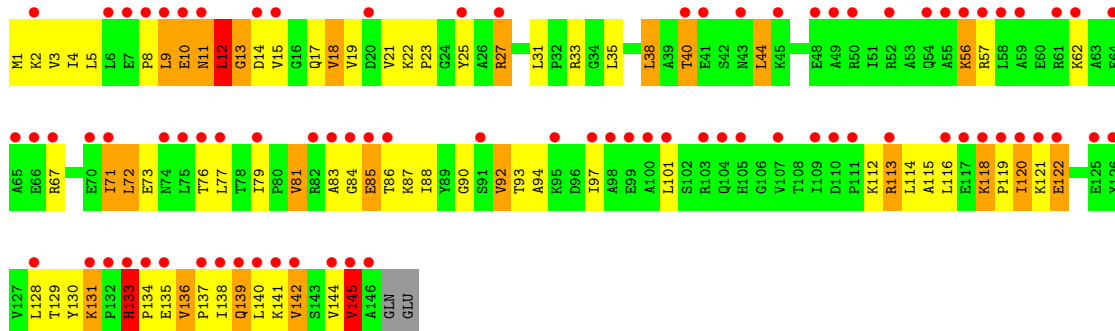 M1 K2 V3 I4 L5 L6 E7 P8 L9 E10 N11 L12 G13 D14 V15 G16 Q17 V18 V19 D20 V21 K22 P23 G24 Y25 A26 R27 L31 P32 R33 G34 L35 L38 A39 T40 E41 S42 N43 L44 K45 E48 A49 R50 I51 R52 A53 Q54 A55 K56 R57 L58 A59 E60 R61 K62 A63 E64
A65 E66 R67 E70 I71 L72 E73 N74 L75 T76 L77 T78 I79 P80 V81 R82 A83 G84 E85 T86 K87 I88 Y89 G90 S91 V92 T93 A94 K95 D96 I97 A98 E99 A100 L101 S102 R103 Q104 H105 G106 V107 T108 I109 D110 P111 K112 R113 L114 A115 L116 E117 K118 P119 I120 K121 E122 E125 Y126
V127 L128 T129 Y130 K131 P132 H133 P134 E135 V136 P137 I138 Q139 L140 K141 V142 S143 V144 V145 A146 GLN GLU